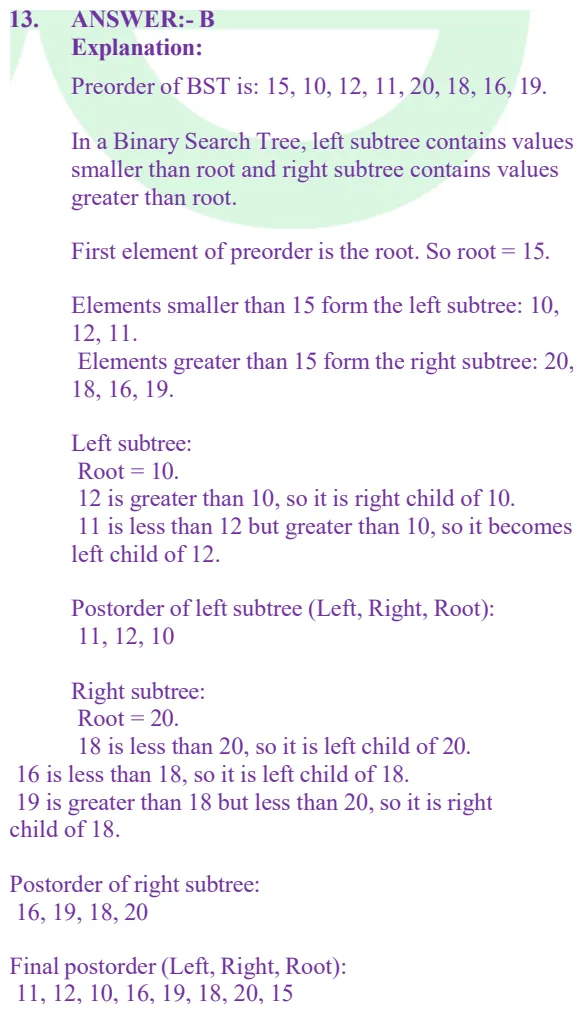 13. ANSWER:- B
Explanation:
Preorder of BST is: 15, 10, 12, 11, 20, 18, 16, 19.
In a Binary Search Tree, left subtree contains values
smaller than root and right subtree contains values
greater than root.
First element of preorder is the root. So root = 15.
Elements smaller than 15 form the left subtree: 10,
12, 11.
Elements greater than 15 form the right subtree: 20,
18, 16, 19.
Left subtree:
Root = 10.
12 is greater than 10, so it is right child of 10.
11 is less than 12 but greater than 10, so it becomes
left child of 12.
Postorder of left subtree (Left, Right, Root):
11, 12, 10
Right subtree:
Root = 20.
18 is less than 20, so it is left child of 20.
16 is less than 18, so it is left child of 18.
19 is greater than 18 but less than 20, so it is right
child of 18.
Postorder of right subtree:
16, 19, 18, 20
Final postorder (Left, Right, Root):
11, 12, 10, 16, 19, 18, 20, 15